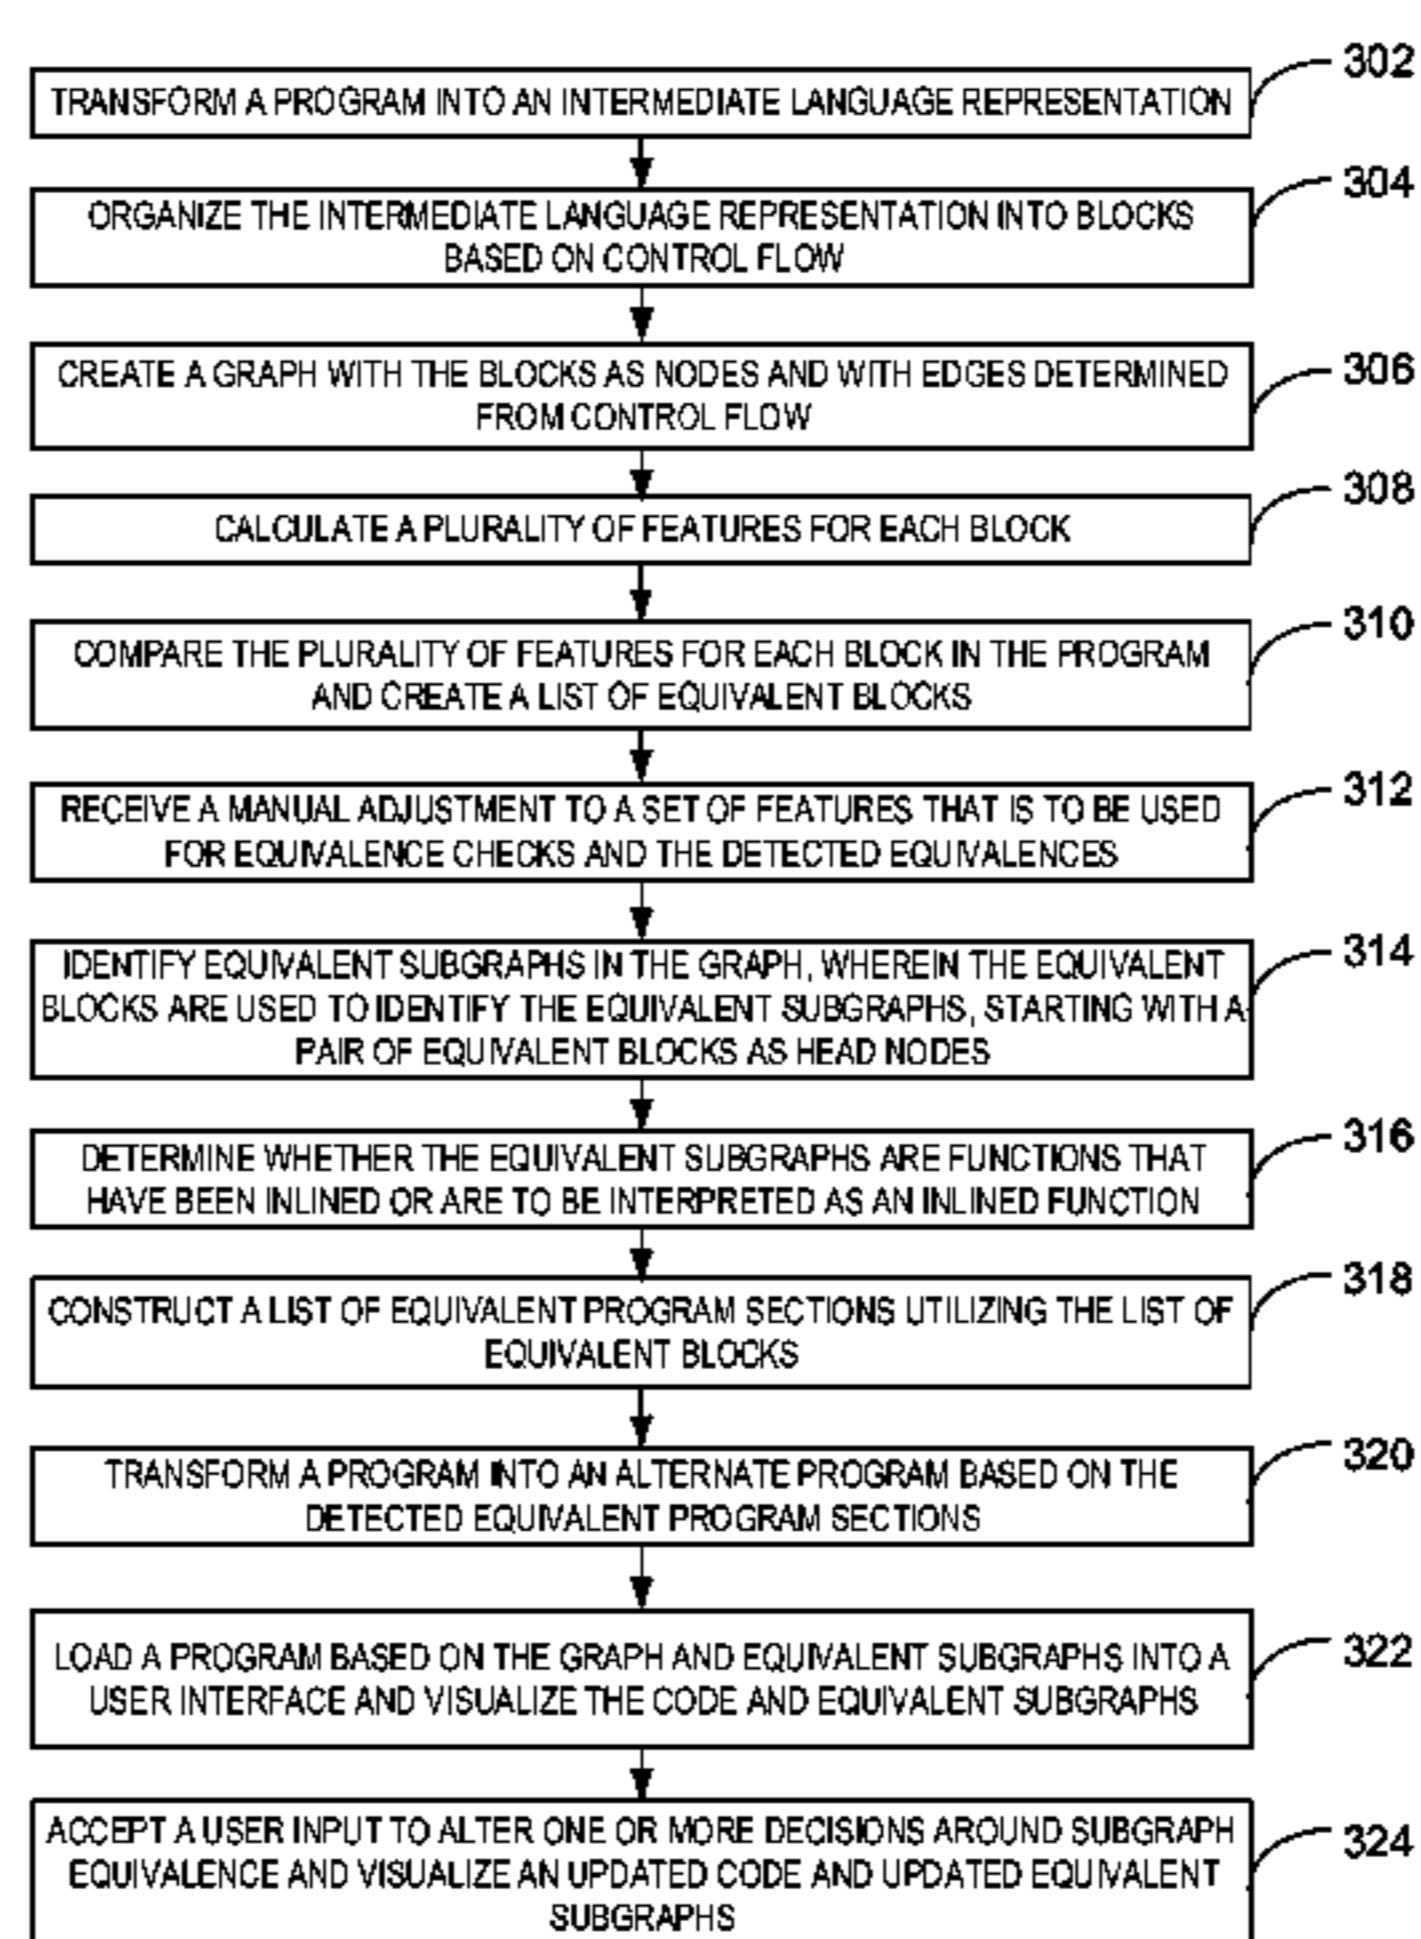 302
TRANSFORM A PROGRAM INTO AN INTERMEDIATE LANGUAGE REPRESENTATION
304
ORGANIZE THE INTERMEDIATE LANGUAGE REPRESENTATION INTO BLOCKS
BASED ON CONTROL FLOW
306
CREATE A GRAPH WITH THE BLOCKS AS NODES AND WITH EDGES DETERMINED
FROM CONTROL FLOW
308
CALCULATE A PLURALITY OF FEATURES FOR EACH BLOCK
310
COMPARE THE PLURALITY OF FEATURES FOR EACH BLOCK IN THE PROGRAM
AND CREATE A LIST OF EQUIVALENT BLOCKS
312
RECEIVE A MANUAL ADJUSTMENT TO A SET OF FEATURES THAT IS TO BE USED
FOR EQUIVALENCE CHECKS AND THE DETECTED EQUIVALENCES
314
IDENTIFY EQUIVALENT SUBGRAPHS IN THE GRAPH, WHEREIN THE EQUIVALENT
BLOCKS ARE USED TO IDENTIFY THE EQUIVALENT SUBGRAPHS, STARTING WITH A
PAIR OF EQUIVALENT BLOCKS AS HEAD NODES
316
DETERMINE WHETHER THE EQUIVALENT SUBGRAPHS ARE FUNCTIONS THAT
HAVE BEEN INLINED OR ARE TO BE INTERPRETED AS AN INLINED FUNCTION
318
CONSTRUCT A LIST OF EQUIVALENT PROGRAM SECTIONS UTILIZING THE LIST OF
EQUIVALENT BLOCKS
320
TRANSFORM A PROGRAM INTO AN ALTERNATE PROGRAM BASED ON THE
DETECTED EQUIVALENT PROGRAM SECTIONS
322
LOAD A PROGRAM BASED ON THE GRAPH AND EQUIVALENT SUBGRAPHS INTO A
USER INTERFACE AND VISUALIZE THE CODE AND EQUIVALENT SUBGRAPHS
324
ACCEPT A USER INPUT TO ALTER ONE OR MORE DECISIONS AROUND SUBGRAPH
EQUIVALENCE AND VISUALIZE AN UPDATED CODE AND UPDATED EQUIVALENT
SUBGRAPHS